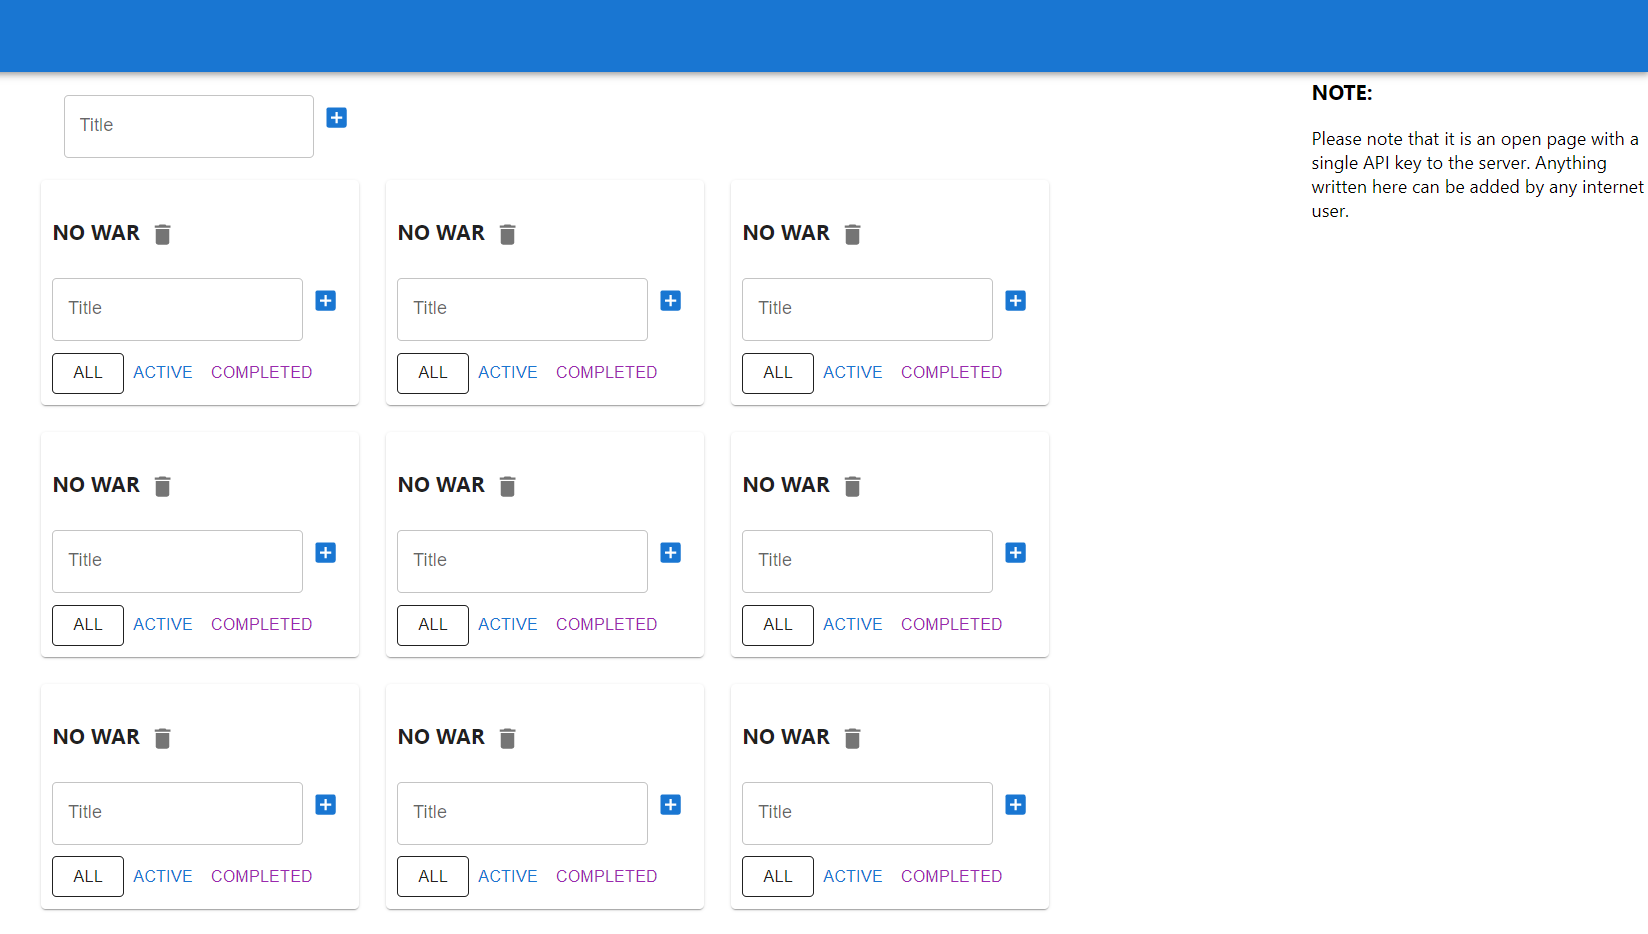 Title
NOTE:
Please note that it is an open page with a
single API key to the server. Anything
written here can be added by any internet
user.
NO WAR
Title
ALL ACTIVE COMPLETED
NO WAR
Title
ALL ACTIVE COMPLETED
NO WAR
Title
ALL ACTIVE COMPLETED
NO WAR
Title
ALL ACTIVE COMPLETED
NO WAR
Title
ALL ACTIVE COMPLETED
NO WAR
Title
ALL ACTIVE COMPLETED
NO WAR
Title
ALL ACTIVE COMPLETED
NO WAR
Title
ALL ACTIVE COMPLETED
NO WAR
Title
ALL ACTIVE COMPLETED